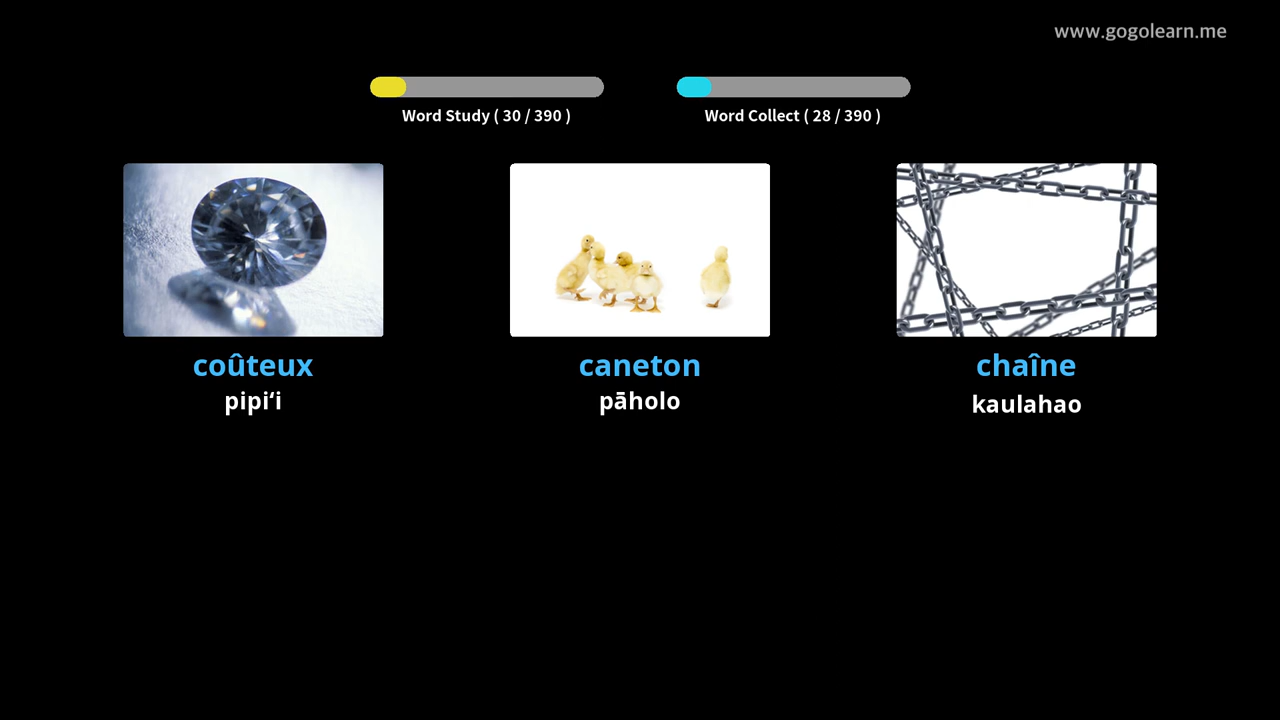 www.gogolearn.me
Word Study ( 30 / 390 )
Word Collect ( 28 / 390 )
coûteux
caneton
chaîne
pipiʻi
pāholo
kaulahao